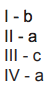 I - b
II - a
III - c
IV - a